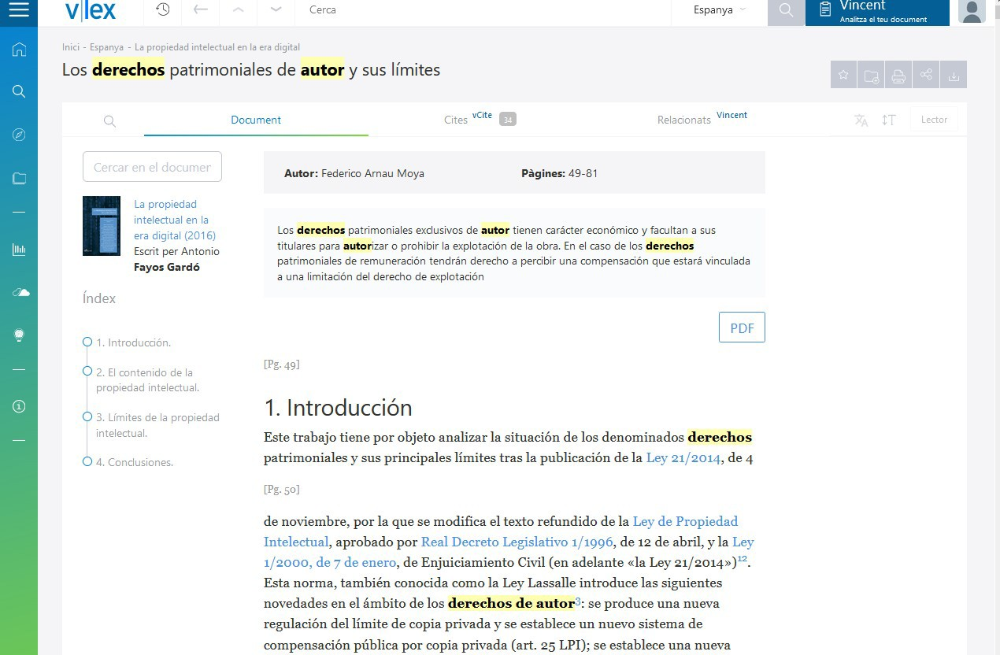 vlex
Cerca
Espanya
Vincent
Analitza el teu document
Inici - Espanya - La propiedad intelectual en la era digital
Los derechos patrimoniales de autor y sus límites
Document
Cites vCite 34
Relacionats Vincent
Lector
Cercar en el documen
La propiedad
intelectual en la
era digital (2016)
Escrit per Antonio
Fayos Gardó
Índex
1. Introducción.
2. El contenido de la
propiedad intelectual.
3. Límites de la propiedad
intelectual.
4. Conclusiones.
Autor: Federico Arnau Moya
Pàgines: 49-81
Los derechos patrimoniales exclusivos de autor tienen carácter económico y facultan a sus
titulares para autorizar o prohibir la explotación de la obra. En el caso de los derechos
patrimoniales de remuneración tendrán derecho a percibir una compensación que estará vinculada
a una limitación del derecho de explotación
PDF
[Pg. 49]
1. Introducción
Este trabajo tiene por objeto analizar la situación de los denominados derechos
patrimoniales y sus principales límites tras la publicación de la Ley 21/2014, de 4
[Pg. 50]
de noviembre, por la que se modifica el texto refundido de la Ley de Propiedad
Intelectual, aprobado por Real Decreto Legislativo 1/1996, de 12 de abril, y la Ley
1/2000, de 7 de enero, de Enjuiciamiento Civil (en adelante «la Ley 21/2014»)12.
Esta norma, también conocida como la Ley Lassalle introduce las siguientes
novedades en el ámbito de los derechos de autor3: se produce una nueva
regulación del límite de copia privada y se establece un nuevo sistema de
compensación pública por copia privada (art. 25 LPI); se establece una nueva